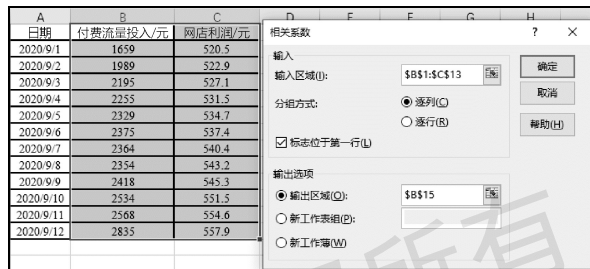 A B C D E F G H
日期 付费流量投入/元 网店利润/元
2020/9/1 1659 520.5
2020/9/2 1989 522.9
2020/9/3 2195 527.1
2020/9/4 2255 531.5
2020/9/5 2329 534.7
2020/9/6 2375 537.4
2020/9/7 2364 540.4
2020/9/8 2354 543.2
2020/9/9 2418 545.3
2020/9/10 2534 551.5
2020/9/11 2568 554.6
2020/9/12 2835 557.9
相关系数 ? ×
输入
输入区域(I): $B$1:$C$13
分组方式: 逐列(C)
逐行(R)
标志位于第一行(L)
输出选项
输出区域(O): $B$15
新工作表组(P):
新工作薄(W)
确定
取消
帮助(H)
所有